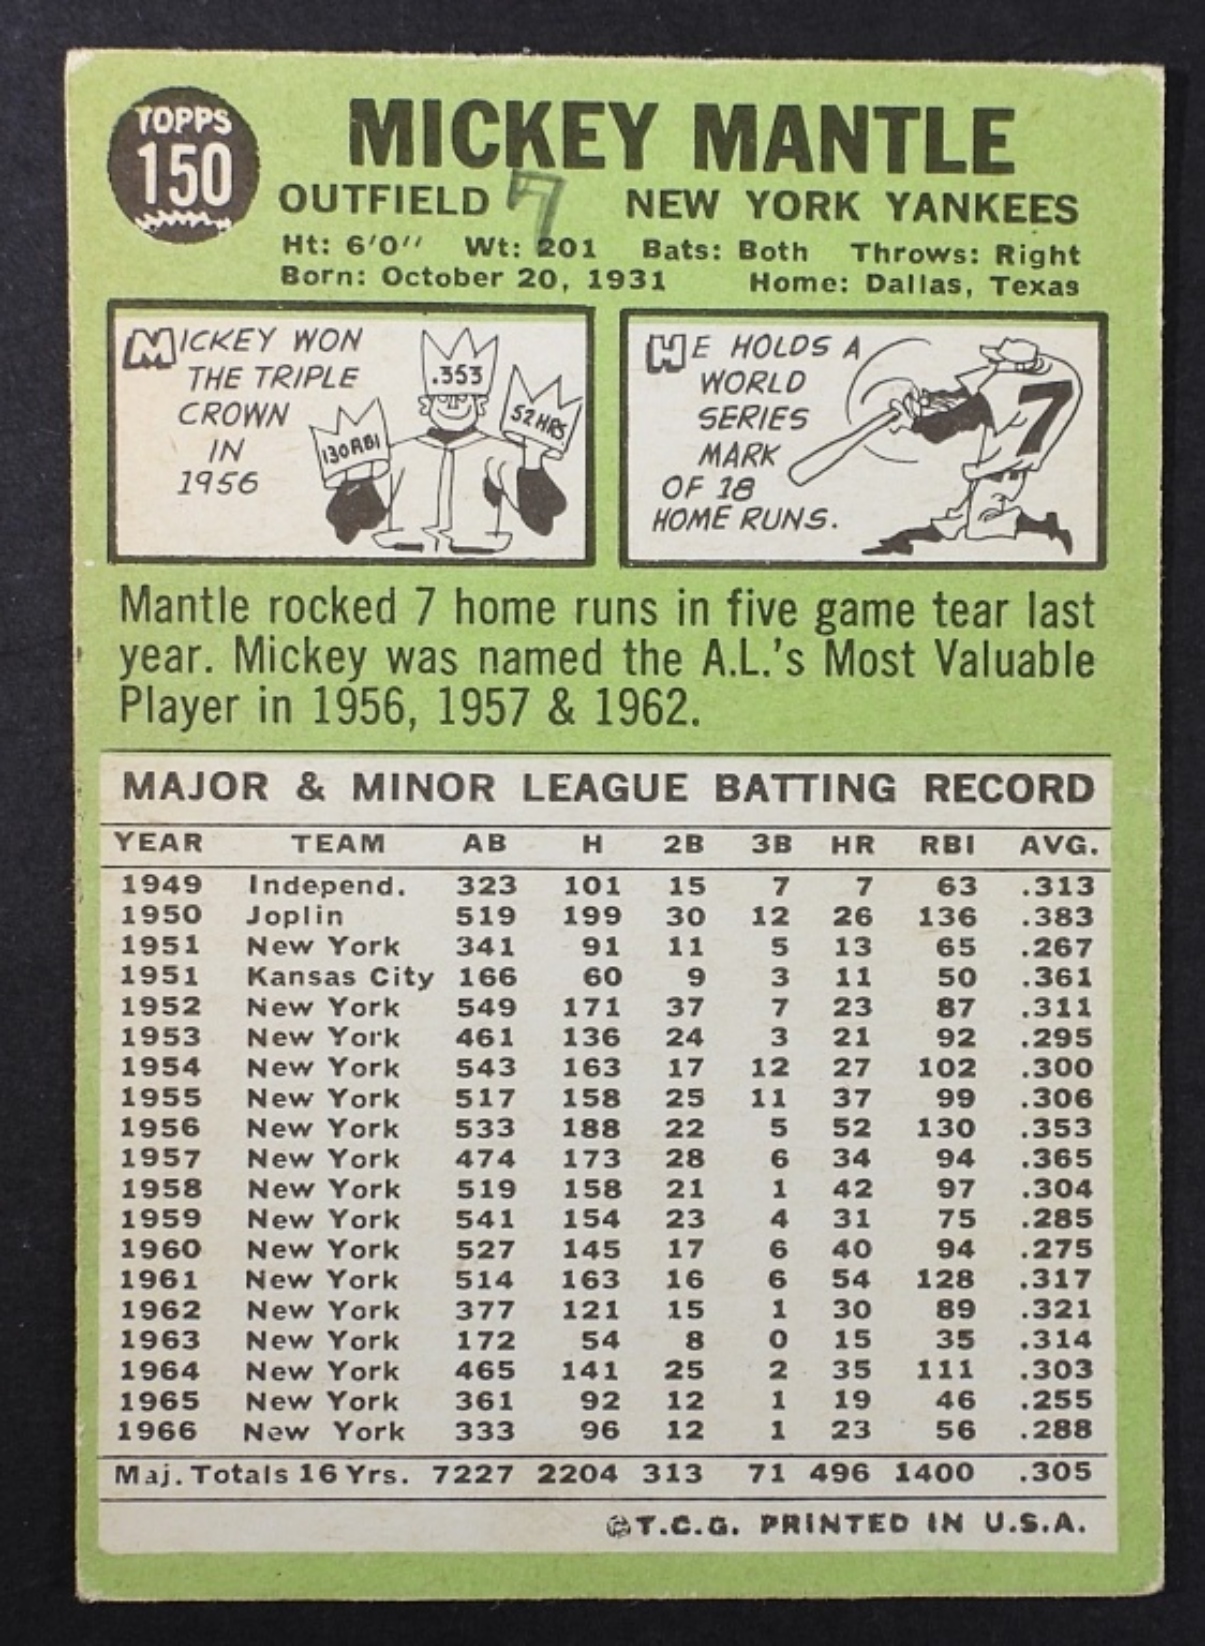 TOPPS
150
MICKEY MANTLE
OUTFIELD 7 NEW YORK YANKEES
Ht: 6'0" Wt: 201 Bats: Both Throws: Right
Born: October 20, 1931 Home: Dallas, Texas
MICKEY WON
THE TRIPLE
CROWN
IN
1956
.353
130 RBI
52 HRS
HE HOLDS A
WORLD
SERIES
MARK
OF 18
HOME RUNS.
7
Mantle rocked 7 home runs in five game tear last
year. Mickey was named the A.L.'s Most Valuable
Player in 1956, 1957 & 1962.
MAJOR & MINOR LEAGUE BATTING RECORD
YEAR TEAM AB H 2B 3B HR RBI AVG.
1949 Independ. 323 101 15 7 7 63 .313
1950 Joplin 519 199 30 12 26 136 .383
1951 New York 341 91 11 5 13 65 .267
1951 Kansas City 166 60 9 3 11 50 .361
1952 New York 549 171 37 7 23 87 .311
1953 New York 461 136 24 3 21 92 .295
1954 New York 543 163 17 12 27 102 .300
1955 New York 517 158 25 11 37 99 .306
1956 New York 533 188 22 5 52 130 .353
1957 New York 474 173 28 6 34 94 .365
1958 New York 519 158 21 1 42 97 .304
1959 New York 541 154 23 4 31 75 .285
1960 New York 527 145 17 6 40 94 .275
1961 New York 514 163 16 6 54 128 .317
1962 New York 377 121 15 1 30 89 .321
1963 New York 172 54 8 0 15 35 .314
1964 New York 465 141 25 2 35 111 .303
1965 New York 361 92 12 1 19 46 .255
1966 New York 333 96 12 1 23 56 .288
Maj. Totals 16 Yrs. 7227 2204 313 71 496 1400 .305
©T.C.G. PRINTED IN U.S.A.